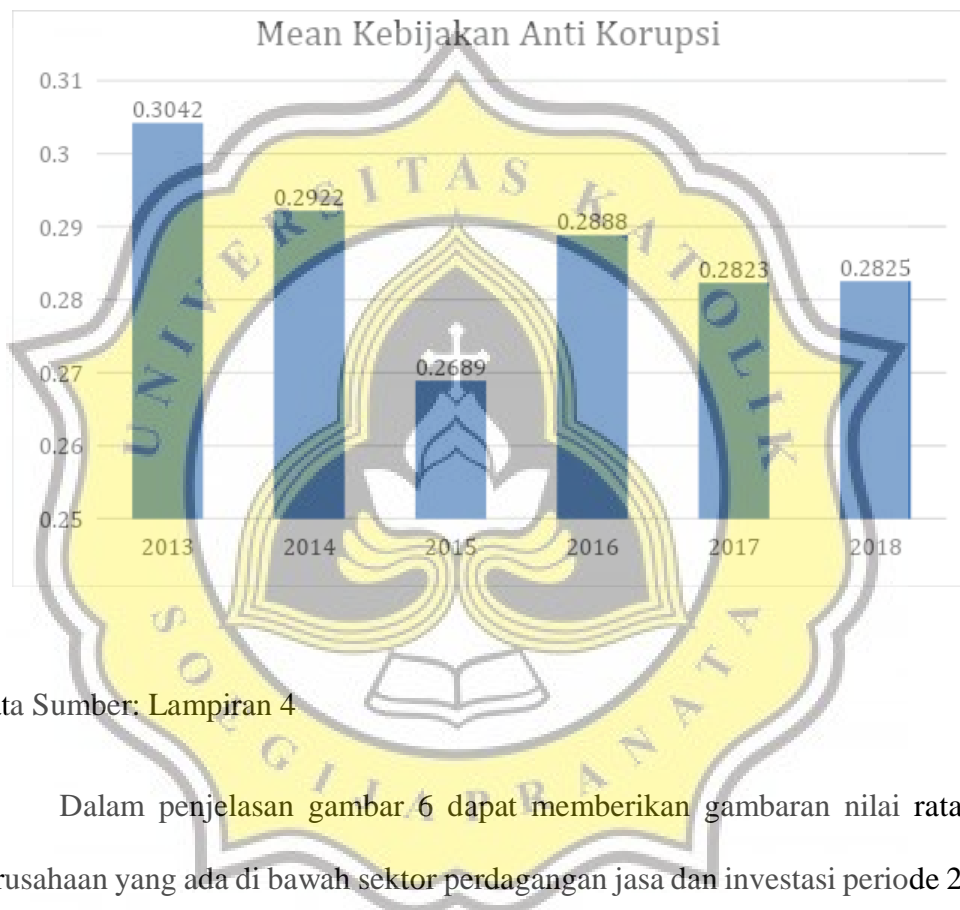 Mean Kebijakan Anti Korupsi
0.31
0.3
0.29
0.28
0.27
0.26
0.25
0.3042
0.2922
0.2689
0.2888
0.2823
0.2825
2013 2014 2015 2016 2017 2018
UNIVERSITAS KATOLIK
SOEGIJAPRANATA
ta Sumber: Lampiran 4
Dalam penjelasan gambar 6 dapat memberikan gambaran nilai rata
rusahaan yang ada di bawah sektor perdagangan jasa dan investasi periode 2